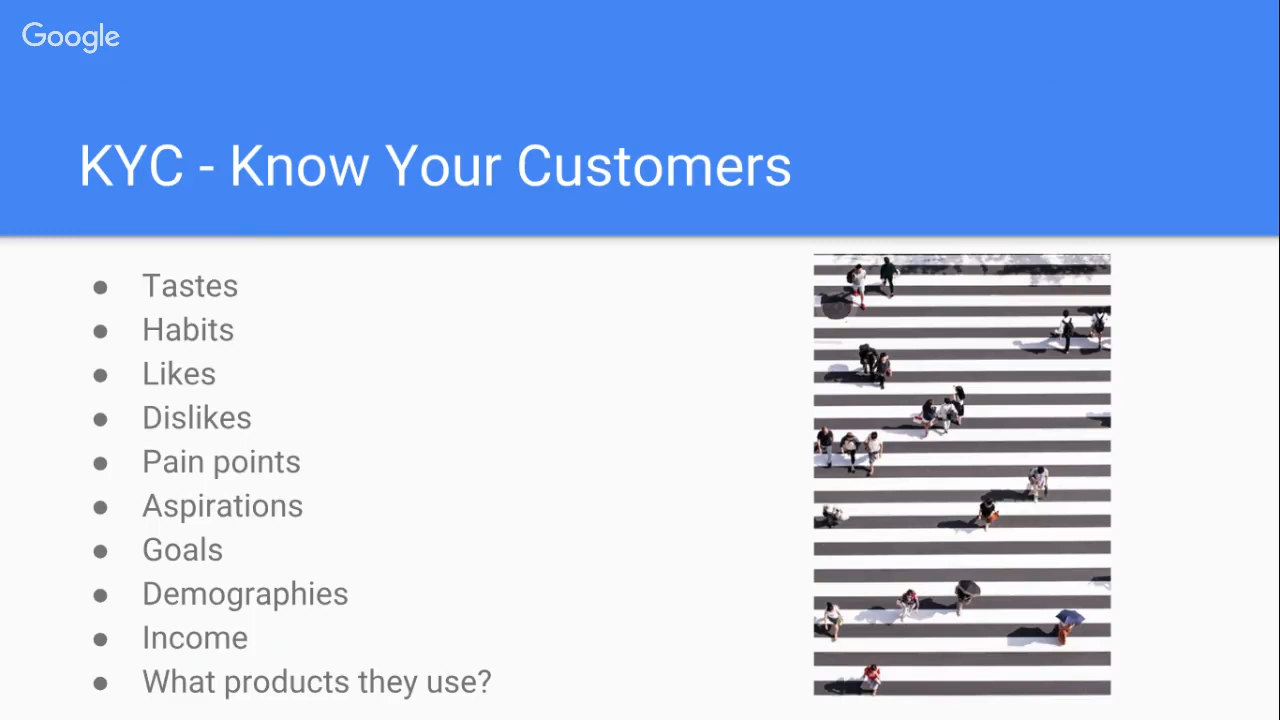 Google
KYC - Know Your Customers
● Tastes
● Habits
● Likes
● Dislikes
● Pain points
● Aspirations
● Goals
● Demographies
● Income
● What products they use?